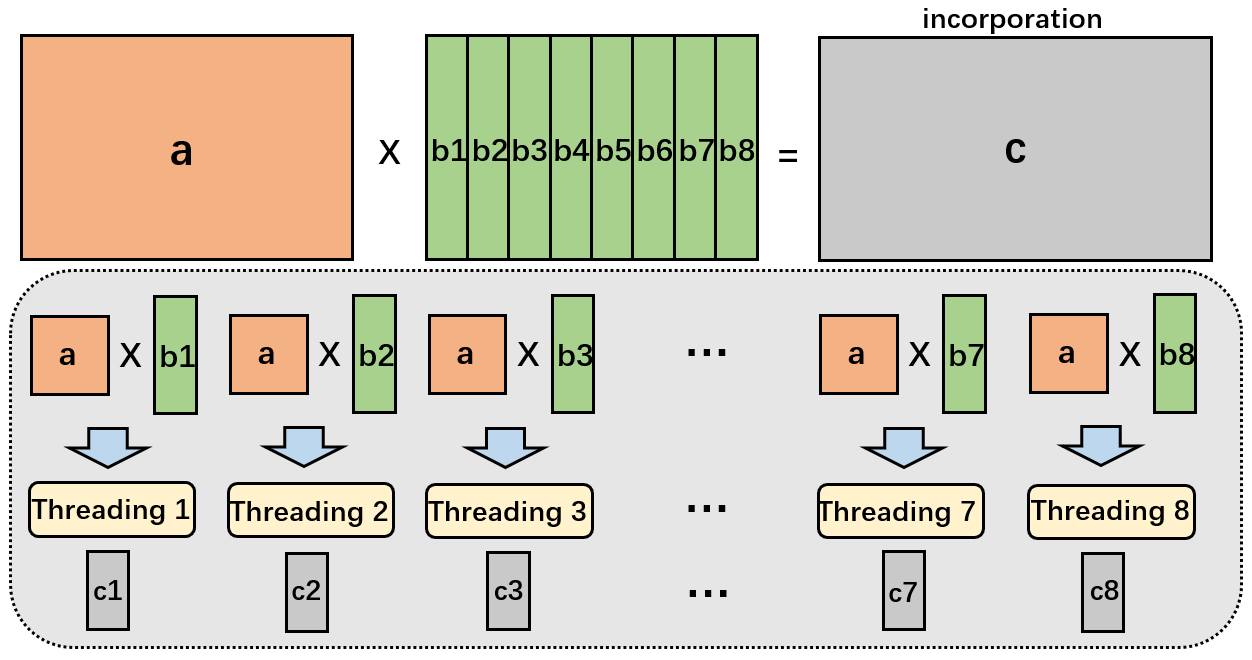 incorporation
a X b1 b2 b3 b4 b5 b6 b7 b8 = c
a X b1 a X b2 a X b3 ... a X b7 a X b8
Threading 1 Threading 2 Threading 3 ... Threading 7 Threading 8
c1 c2 c3 ... c7 c8